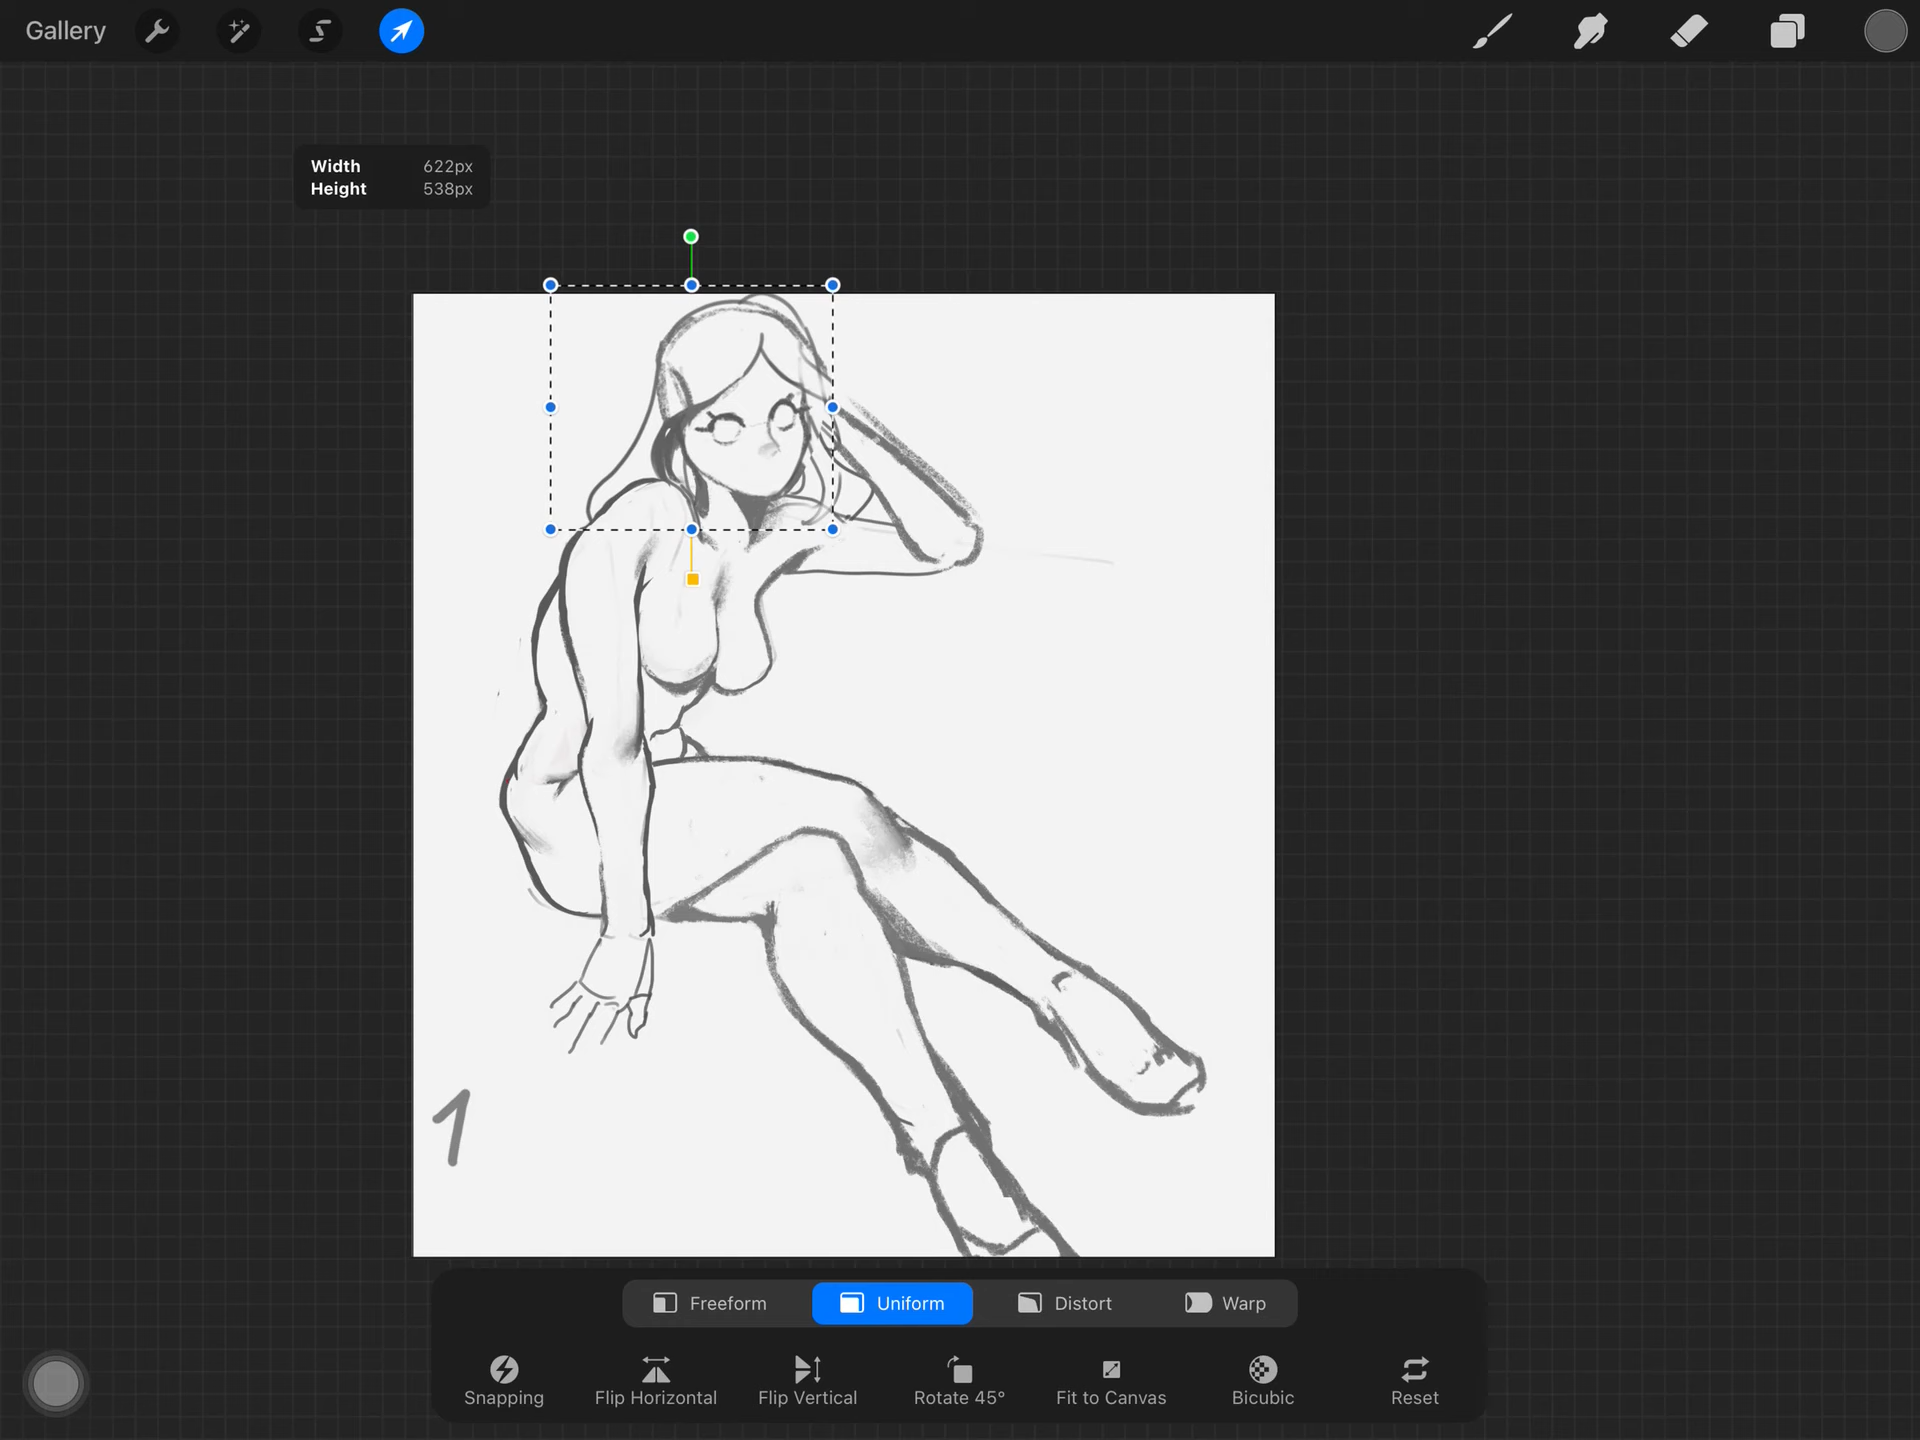 Gallery
Width 622px
Height 538px
1
Freeform Uniform Distort Warp
Snapping Flip Horizontal Flip Vertical Rotate 45° Fit to Canvas Bicubic Reset